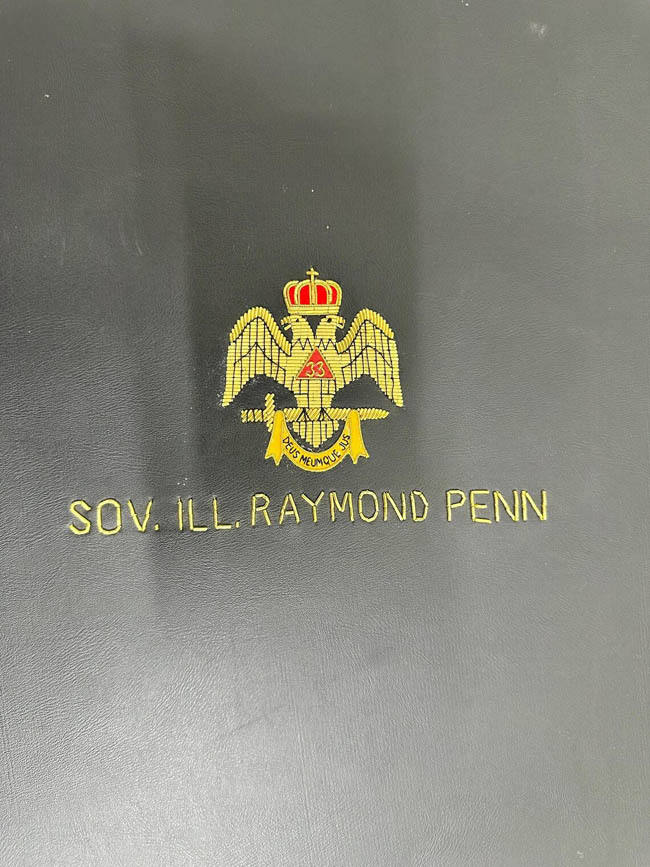 33
DEUS MEUMQUE JUS
SOV. ILL. RAYMOND PENN